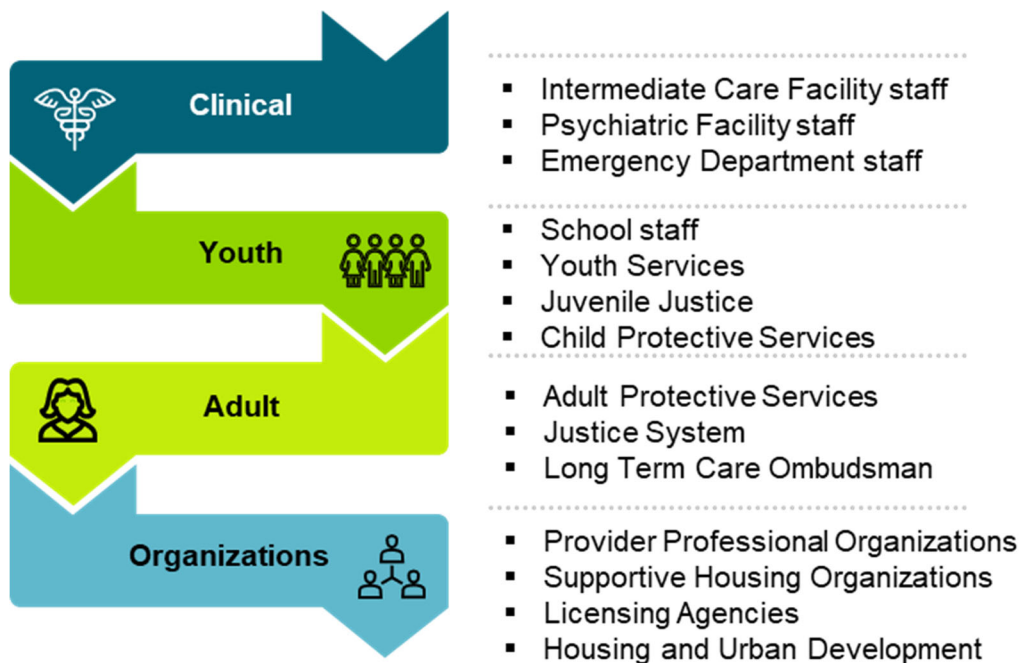 Clinical
▪ Intermediate Care Facility staff
▪ Psychiatric Facility staff
▪ Emergency Department staff
Youth
▪ School staff
▪ Youth Services
▪ Juvenile Justice
▪ Child Protective Services
Adult
▪ Adult Protective Services
▪ Justice System
▪ Long Term Care Ombudsman
Organizations
▪ Provider Professional Organizations
▪ Supportive Housing Organizations
▪ Licensing Agencies
▪ Housing and Urban Development